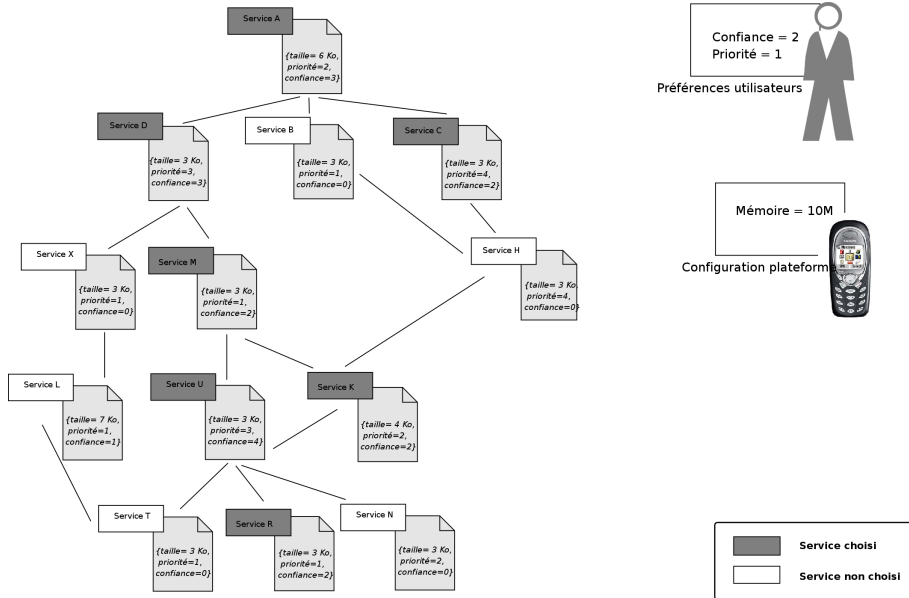 Service A
{taille= 6 Ko,
priorité=2,
confiance=3}
Confiance = 2
Priorité = 1
Préférences utilisateurs
Service D
{taille= 3 Ko,
priorité=3,
confiance=3}
Service B
{taille= 3 Ko,
priorité=1,
confiance=0}
Service C
{taille= 3 Ko,
priorité=4,
confiance=2}
Mémoire = 10M
Configuration plateforme
Service X
{taille= 3 Ko,
priorité=1,
confiance=0}
Service M
{taille= 3 Ko,
priorité=1,
confiance=2}
Service H
{taille= 3 Ko,
priorité=4,
confiance=0}
Service L
{taille= 7 Ko,
priorité=1,
confiance=1}
Service U
{taille= 3 Ko,
priorité=3,
confiance=4}
Service K
{taille= 4 Ko,
priorité=2,
confiance=2}
Service T
{taille= 3 Ko,
priorité=1,
confiance=0}
Service R
{taille= 3 Ko,
priorité=1,
confiance=2}
Service N
{taille= 3 Ko,
priorité=2,
confiance=0}
Service choisi
Service non choisi